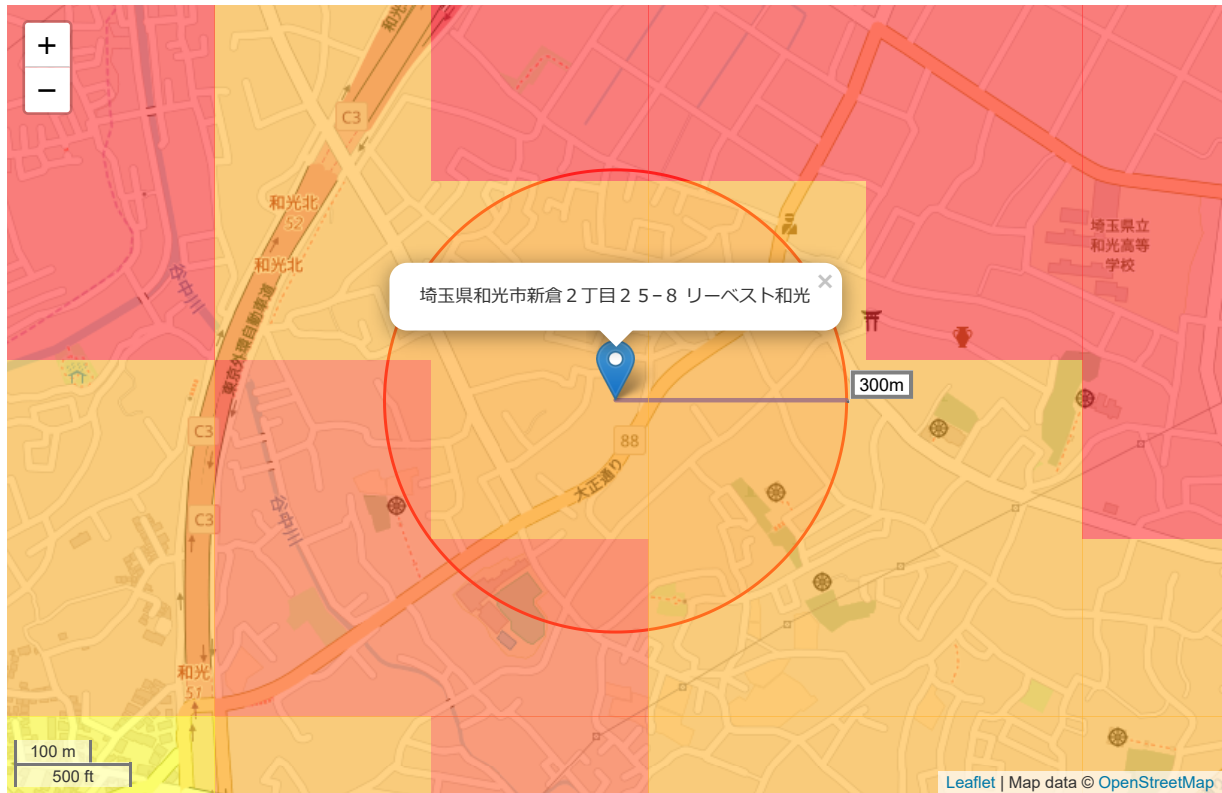 +
−
和光
C3
和光北
52
和光北
谷中川
東京外環自動車道
埼玉県立
和光高等
学校
埼玉県和光市新倉２丁目２５−８ リーベスト和光
×
300m
88
大正通り
C3
C3
谷中川
和光
51
100 m
500 ft
Leaflet | Map data © OpenStreetMap